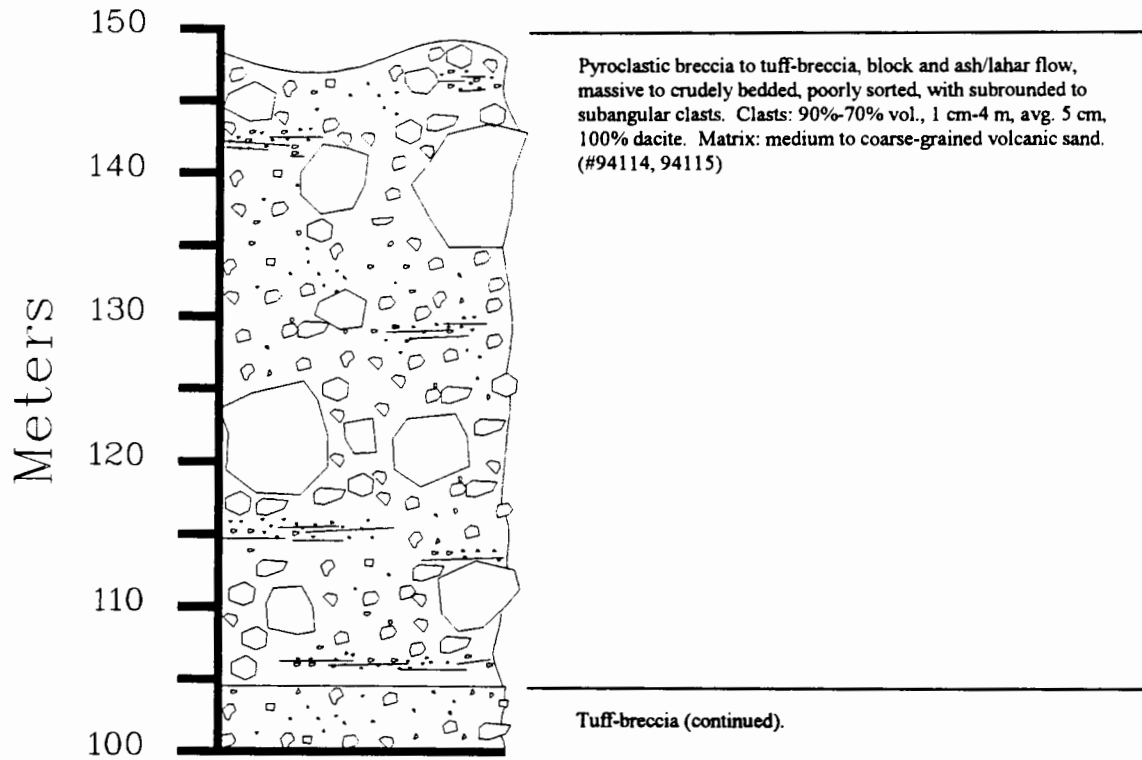 150
140
130
120
110
100
Meters
Pyroclastic breccia to tuff-breccia, block and ash/lahar flow,
massive to crudely bedded, poorly sorted, with subrounded to
subangular clasts. Clasts: 90%-70% vol., 1 cm-4 m, avg. 5 cm,
100% dacite. Matrix: medium to coarse-grained volcanic sand.
(#94114, 94115)
Tuff-breccia (continued).